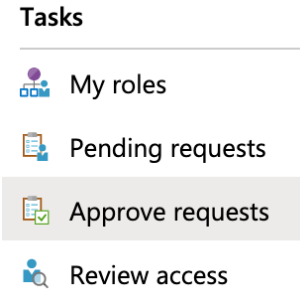 Tasks
My roles
Pending requests
Approve requests
Review access